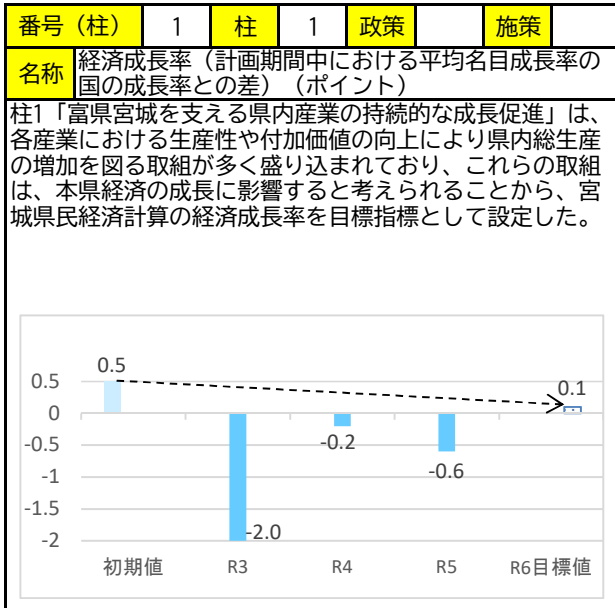 番号（柱） 1 柱 1 政策 施策
名称 経済成長率（計画期間中における平均名目成長率の
国の成長率との差）（ポイント）
柱1「富県宮城を支える県内産業の持続的な成長促進」は、
各産業における生産性や付加価値の向上により県内総生産
の増加を図る取組が多く盛り込まれており、これらの取組
は、本県経済の成長に影響すると考えられることから、宮
城県民経済計算の経済成長率を目標指標として設定した。
0.5
0.1
0.5
0
-0.2
-0.5
-0.6
-1
-1.5
-2.0
-2
初期値 R3 R4 R5 R6目標値